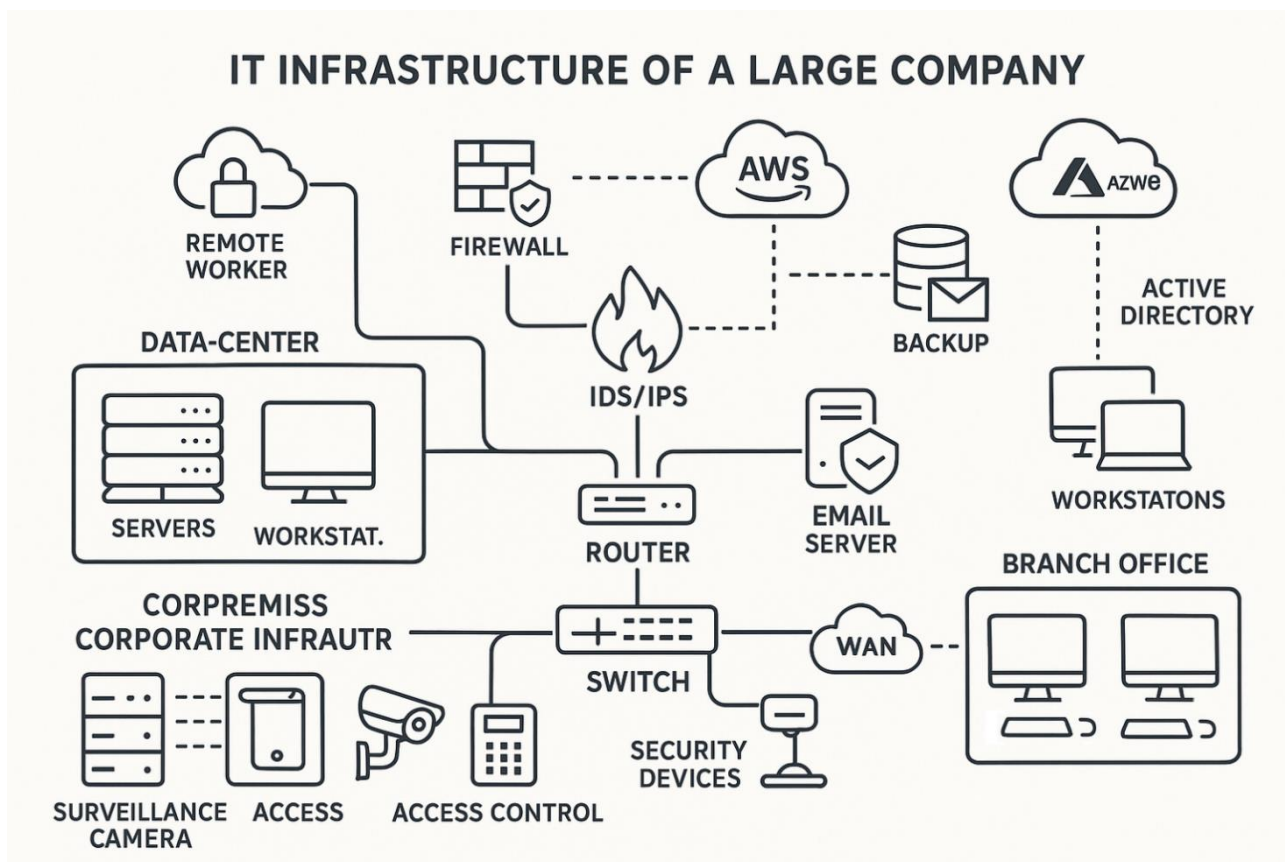 IT INFRASTRUCTURE OF A LARGE COMPANY
REMOTE
WORKER
FIREWALL
AWS
AZWe
BACKUP
ACTIVE
DIRECTORY
DATA-CENTER
SERVERS
WORKSTAT.
IDS/IPS
ROUTER
EMAIL
SERVER
WORKSTATONS
BRANCH OFFICE
CORPREMISS
CORPORATE INFRAUTR
SWITCH
WAN
SURVEILLANCE
CAMERA
ACCESS
ACCESS CONTROL
SECURITY
DEVICES